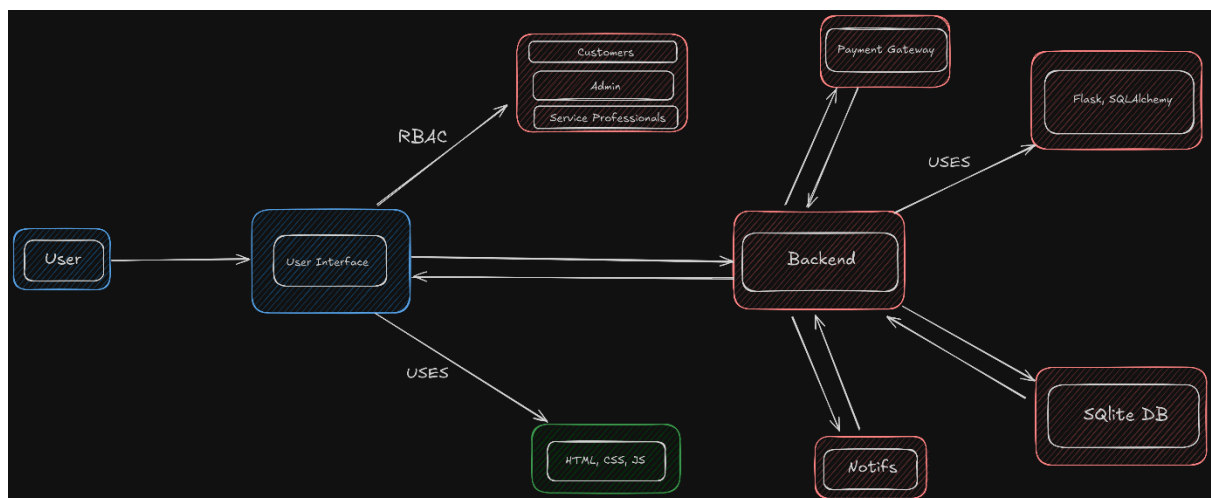 Customers
Admin
Service Professionals
Payment Gateway
Flask, SQLAlchemy
RBAC
USES
User
User Interface
Backend
USES
HTML, CSS, JS
SQlite DB
Notifs